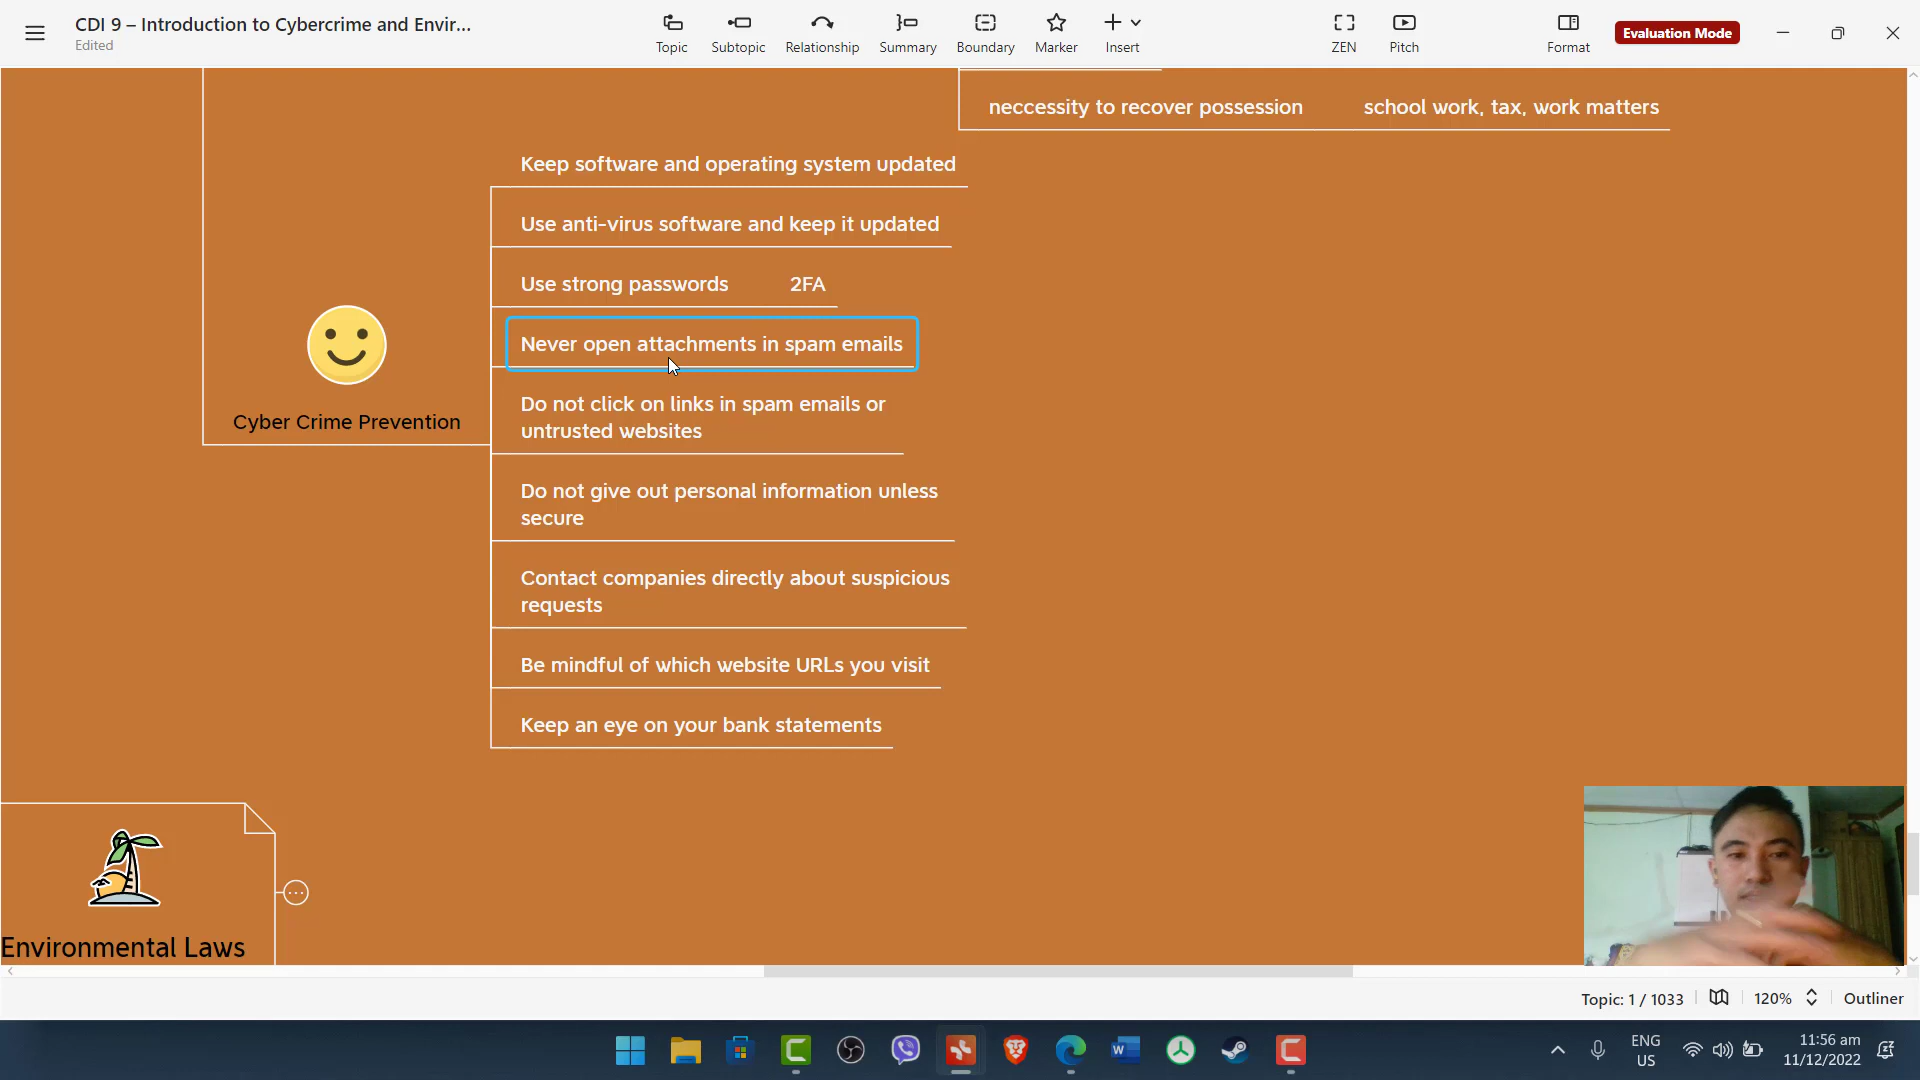 CDI 9 – Introduction to Cybercrime and Envir...
Edited
Topic
Subtopic
Relationship
Summary
Boundary
Marker
Insert
ZEN
Pitch
Format
Evaluation Mode
neccessity to recover possession
school work, tax, work matters
Keep software and operating system updated
Use anti-virus software and keep it updated
Use strong passwords
2FA
Never open attachments in spam emails
Do not click on links in spam emails or
untrusted websites
Do not give out personal information unless
secure
Contact companies directly about suspicious
requests
Be mindful of which website URLs you visit
Keep an eye on your bank statements
Cyber Crime Prevention
Environmental Laws
Topic: 1 / 1033
120%
Outliner
ENG
US
11:56 am
11/12/2022